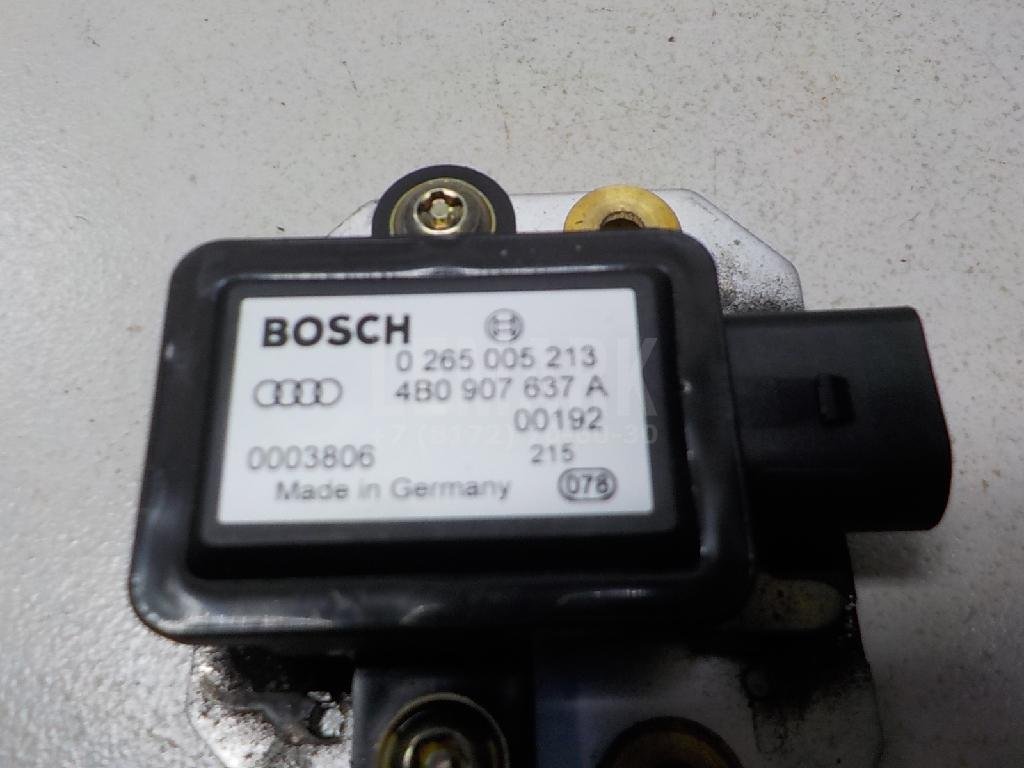 BOSCH
0 265 005 213
4B0 907 637 A
00192
0003806 215
Made in Germany 078